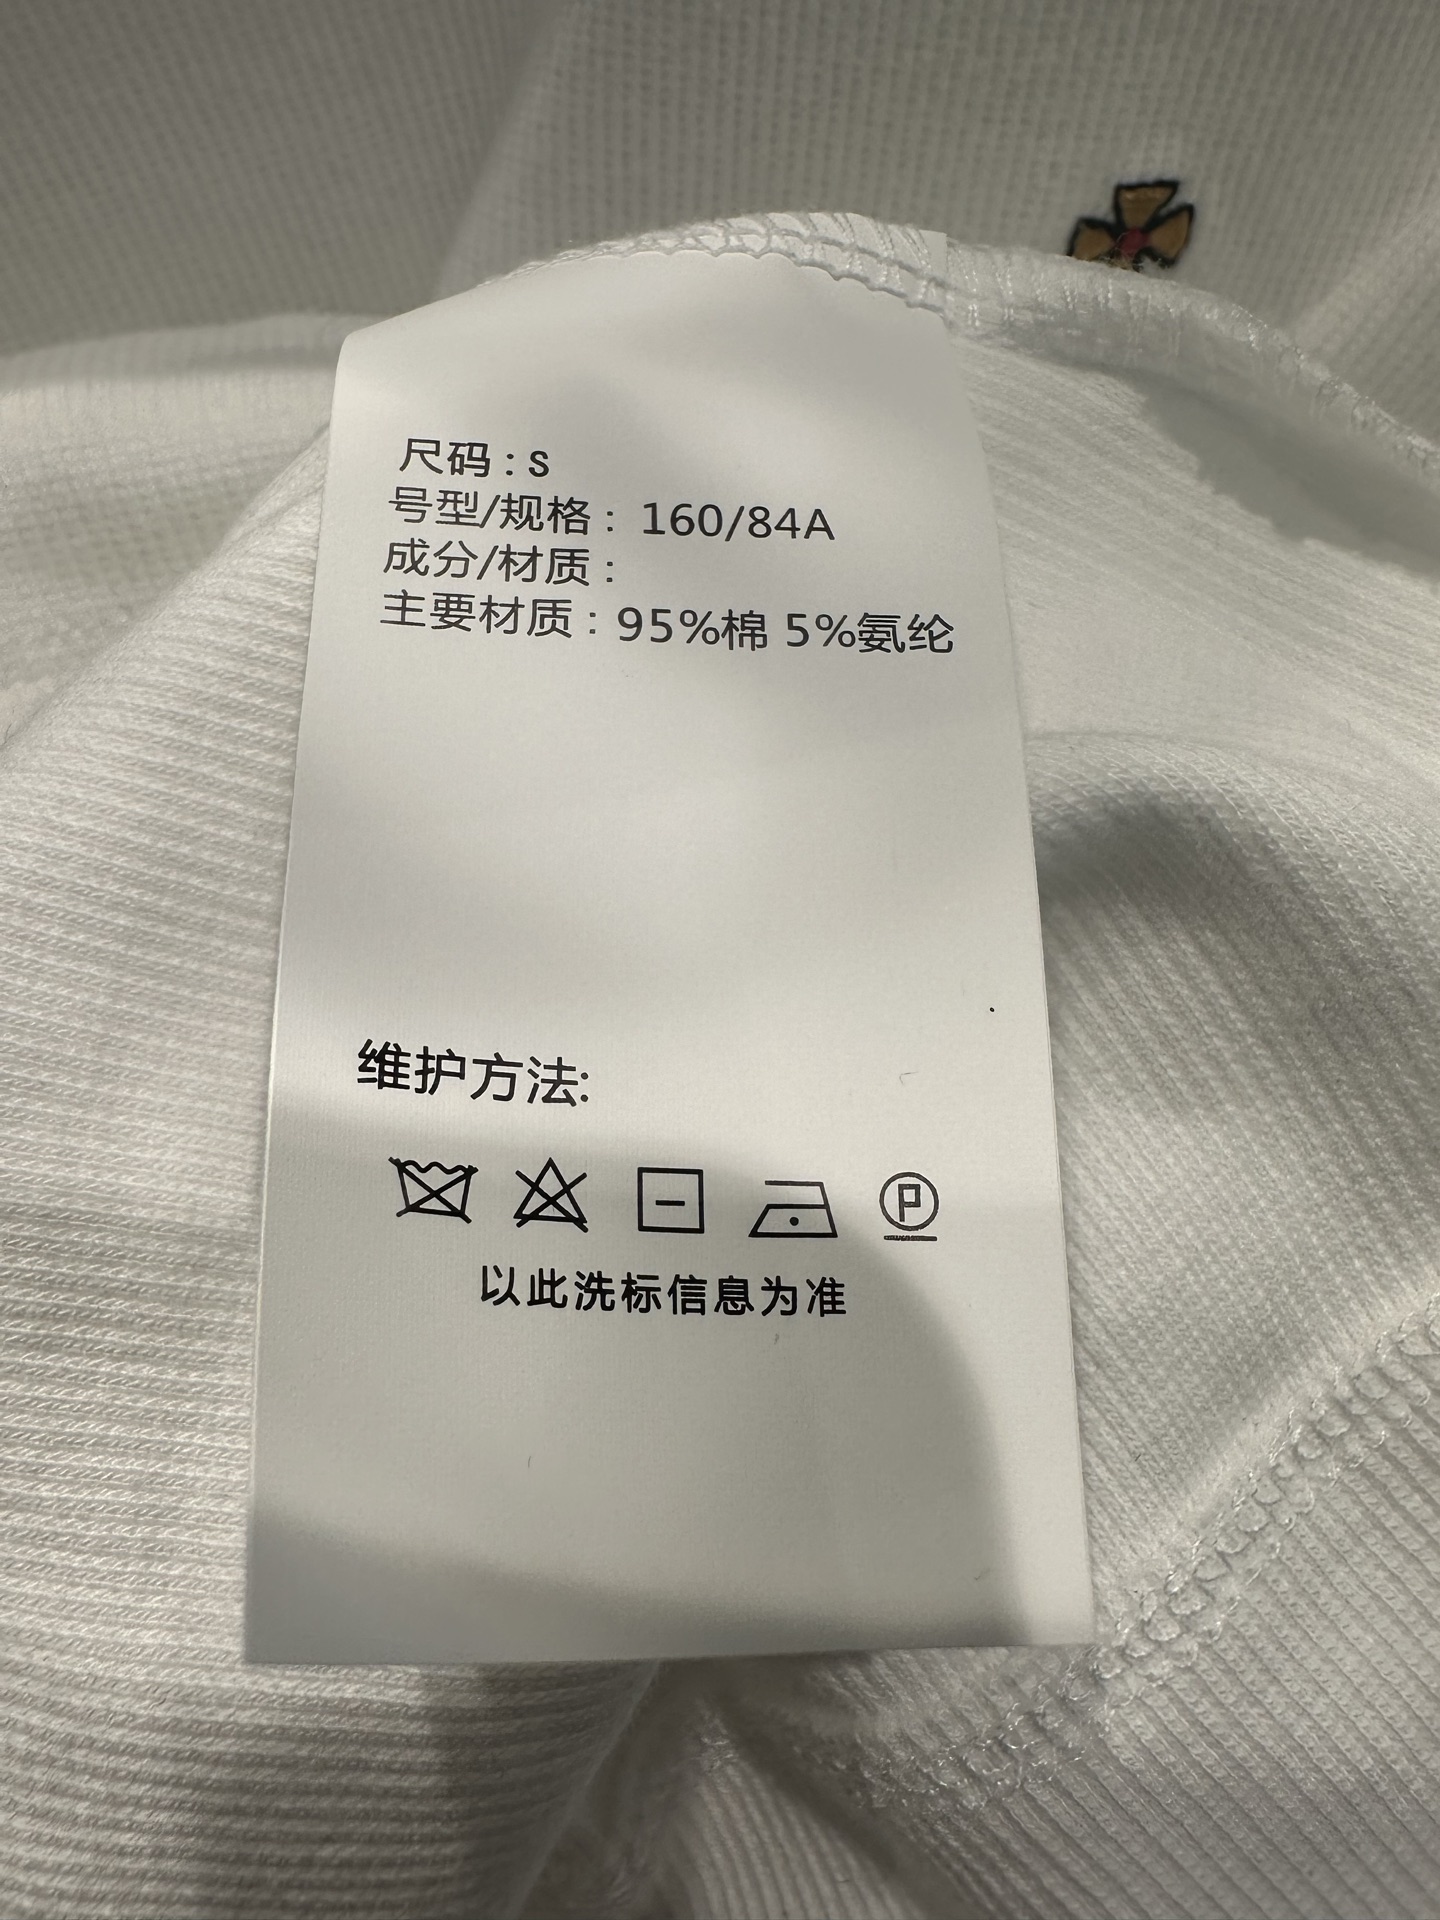 尺码：S
号型/规格：160/84A
成分/材质：
主要材质：95%棉 5%氨纶
维护方法:
P
以此洗标信息为准